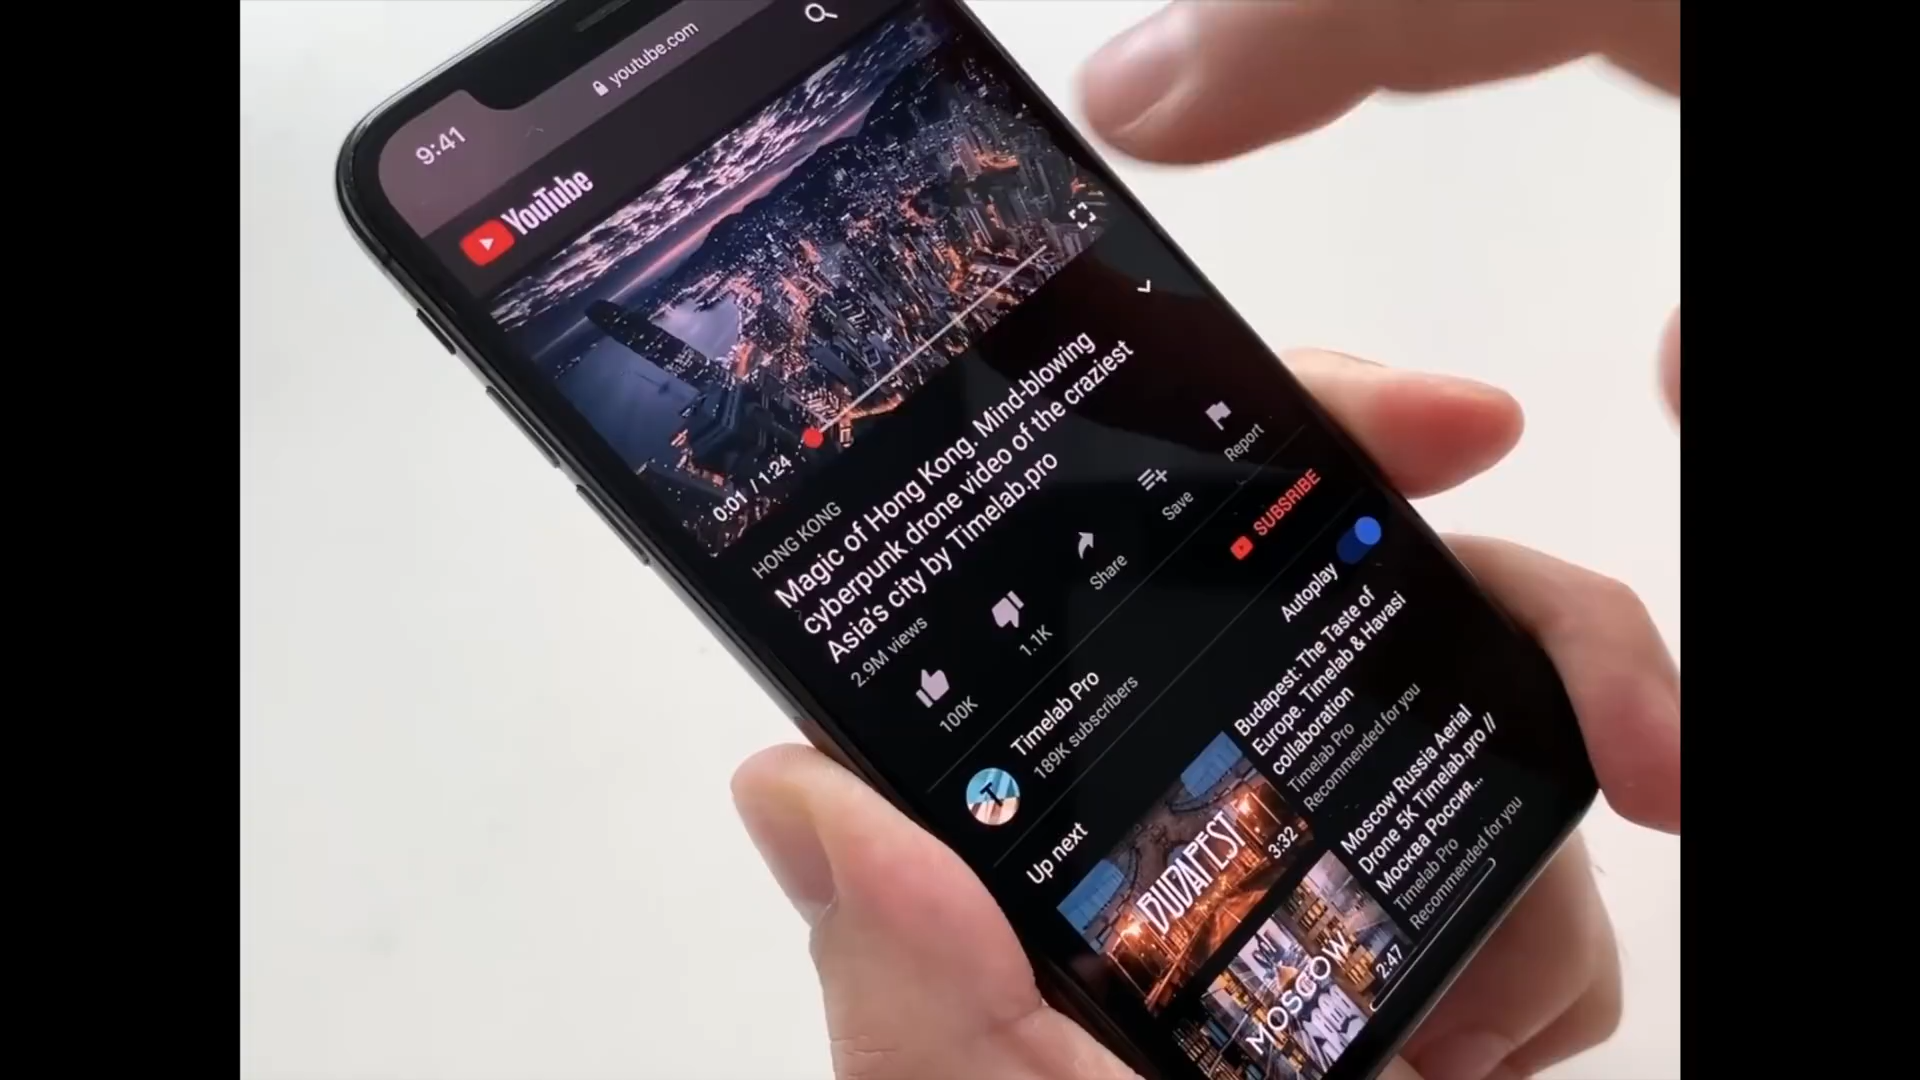 youtube.com
9:41
YouTube
0:01 / 1:24
HONG KONG
Magic of Hong Kong. Mind-blowing
cyberpunk drone video of the craziest
Asia's city by Timelab.pro
2.9M views
100K
1.1K
Share
Save
Report
Timelab Pro
189K subscribers
SUBSRIBE
Up next
Autoplay
BUDAPEST
3:32
Budapest: The Taste of
Europe. Timelab & Havasi
collaboration
Timelab Pro
Recommended for you
MOSCOW
2:47
Moscow Russia Aerial
Drone 5K Timelab.pro //
Москва Россия...
Timelab Pro
Recommended for you